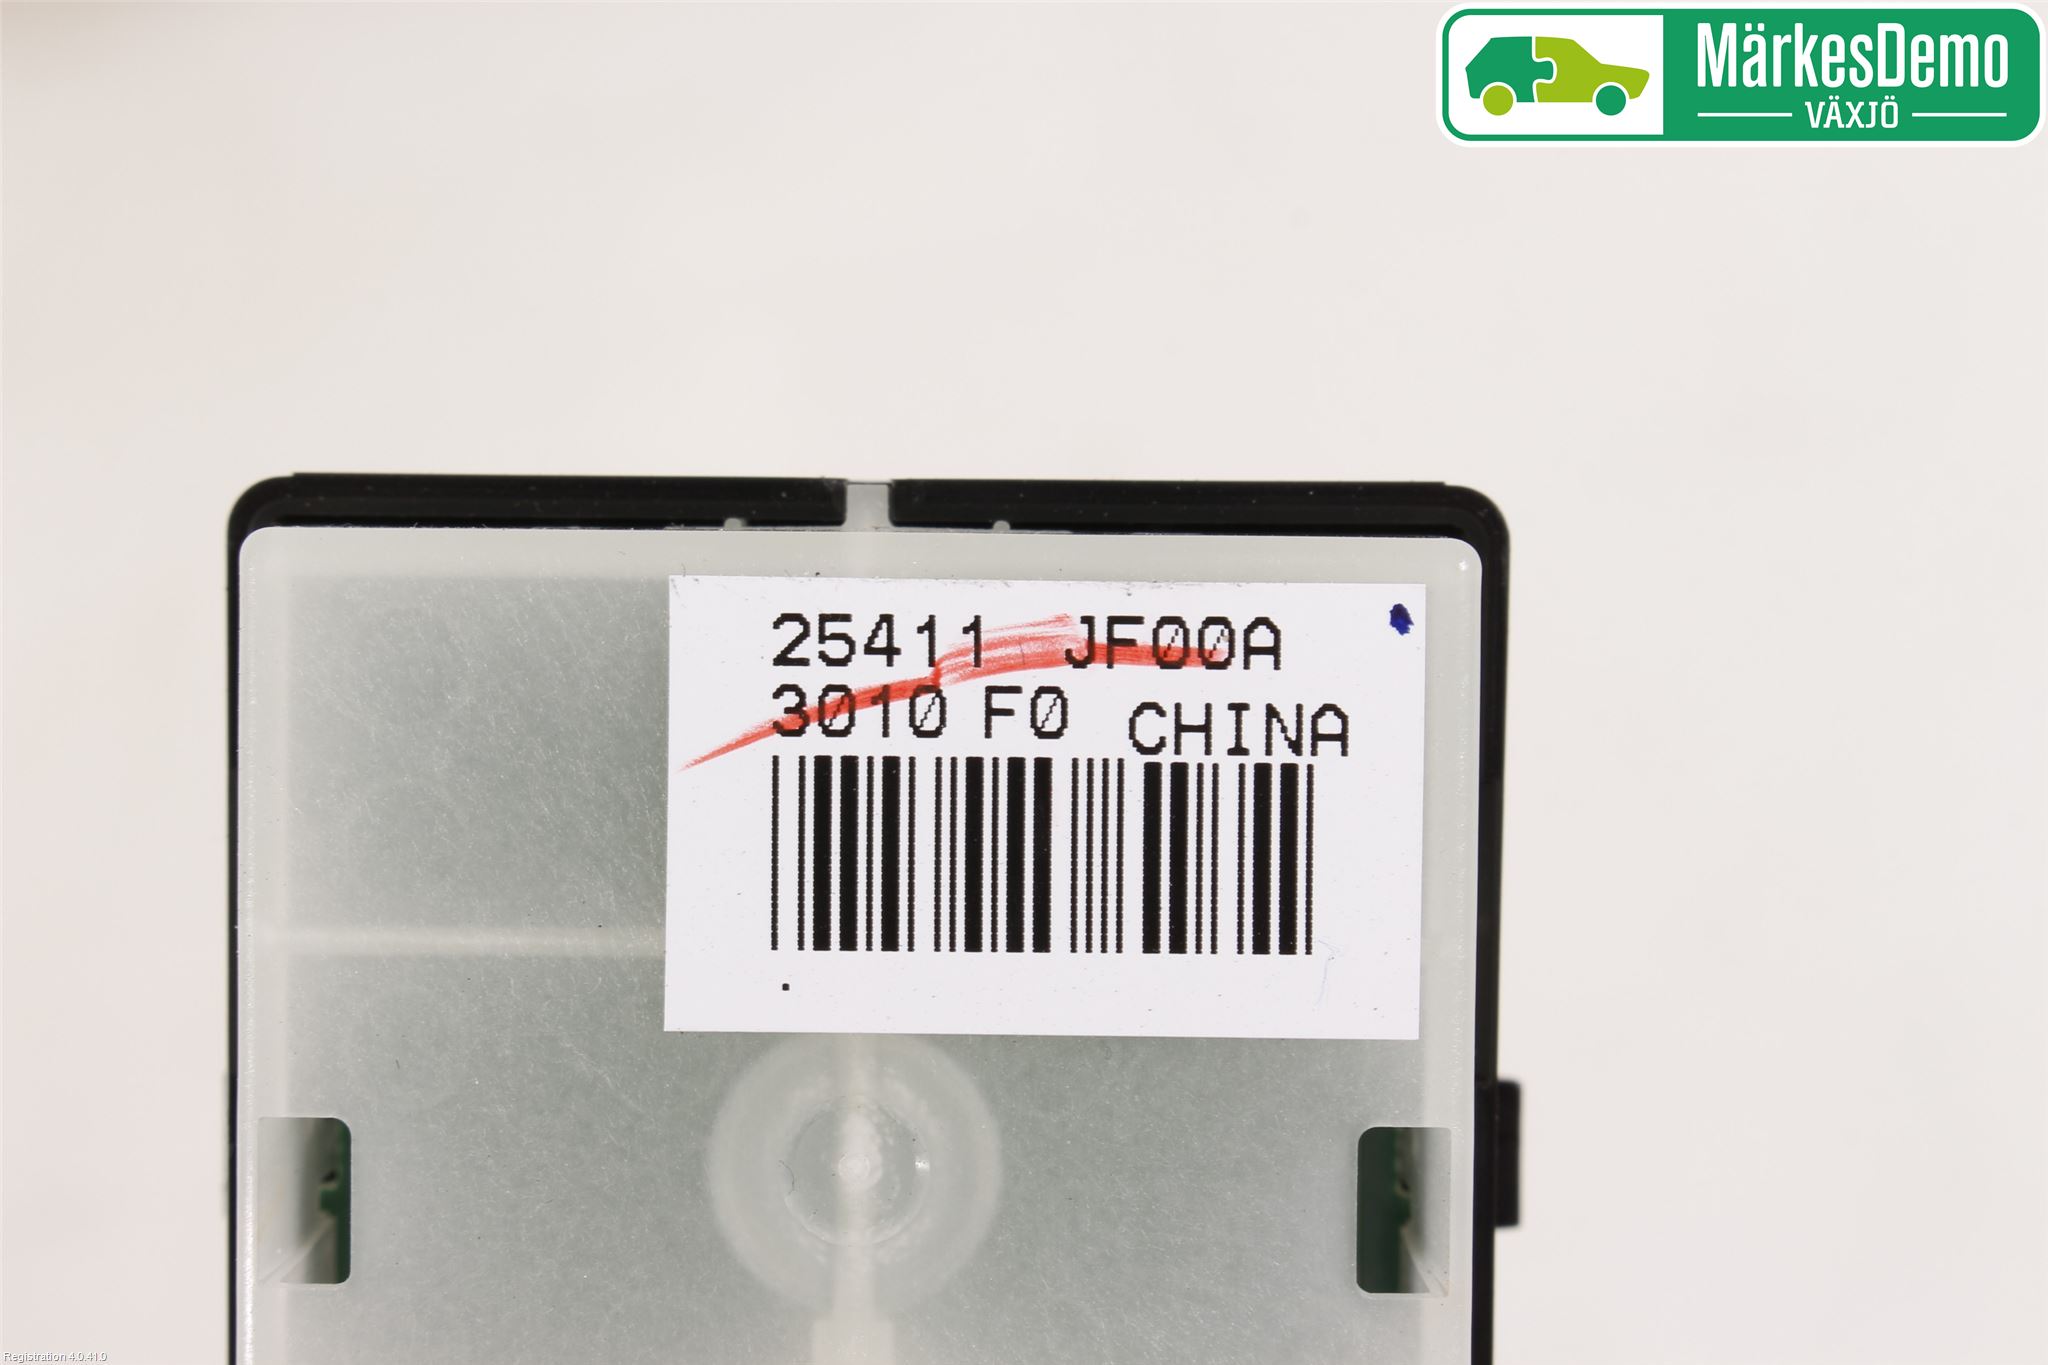 MärkesDemo
VÄXJÖ
25411 JF00A
3010 F0 CHINA
Registration 4.0.41.0